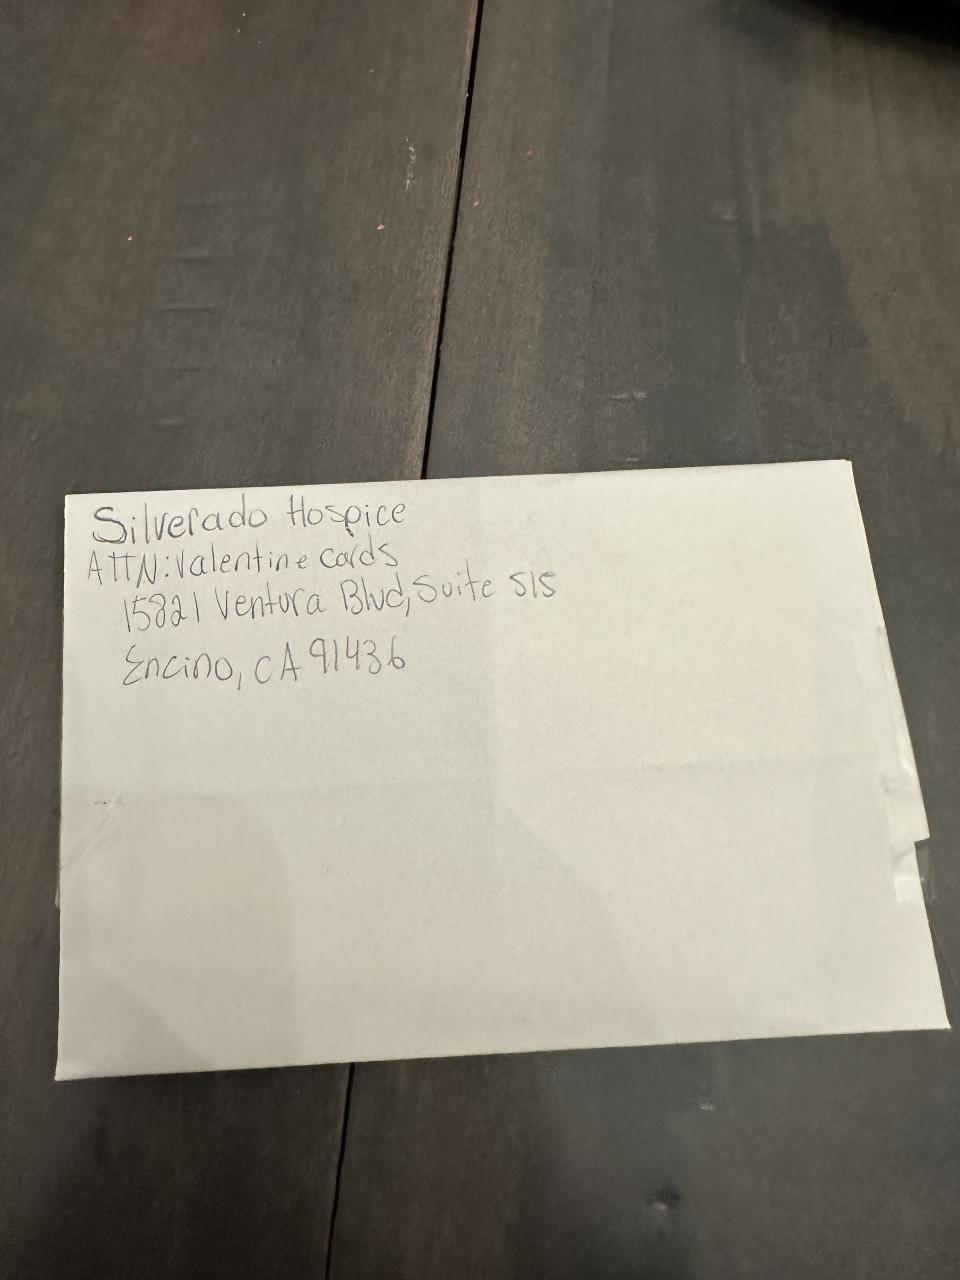 Silverado Hospice
ATTN: Valentine cards
15821 Ventura Blvd, Suite 515
Encino, CA 91436